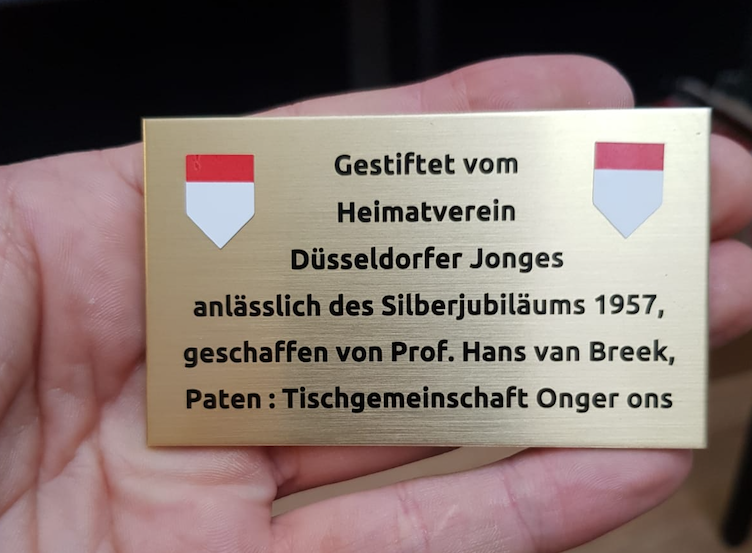 Gestiftet vom
Heimatverein
Düsseldorfer Jonges
anlässlich des Silberjubiläums 1957,
geschaffen von Prof. Hans van Breek,
Paten : Tischgemeinschaft Onger ons